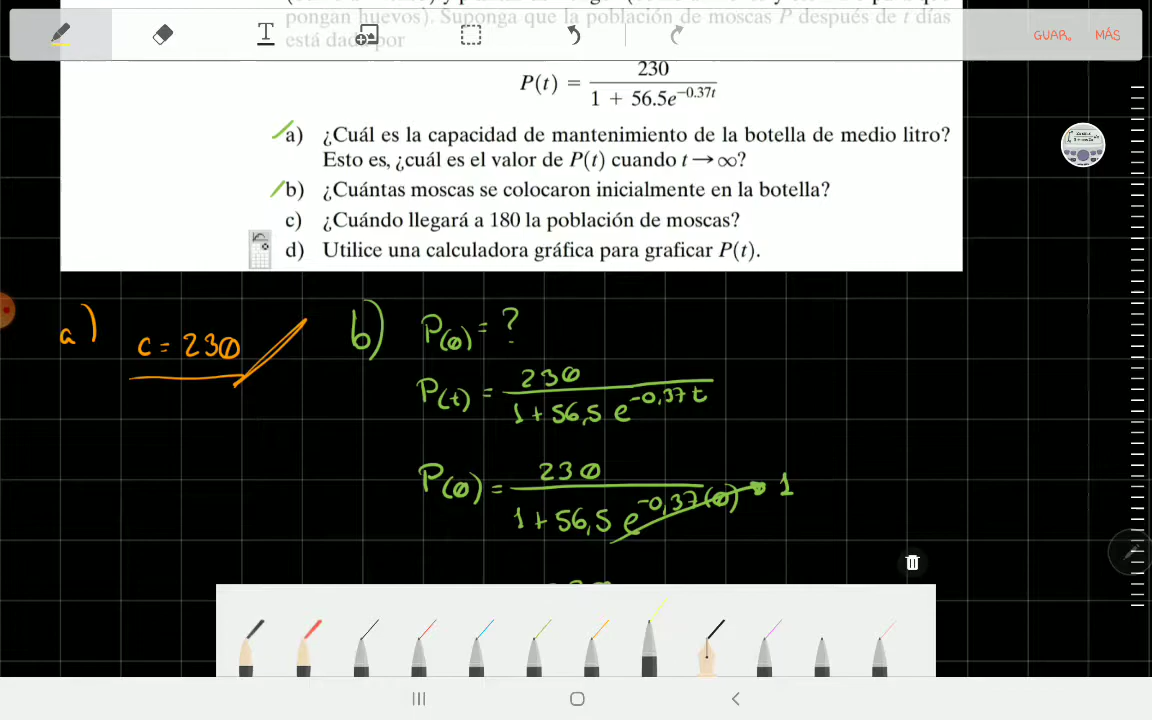 pongan huevos). Suponga que la población de moscas P después de t días
está dada por
GUAR. MÁS
P(t) = 230 / 1 + 56.5e^−0.37t
a) ¿Cuál es la capacidad de mantenimiento de la botella de medio litro?
Esto es, ¿cuál es el valor de P(t) cuando t → ∞?
b) ¿Cuántas moscas se colocaron inicialmente en la botella?
c) ¿Cuándo llegará a 180 la población de moscas?
d) Utilice una calculadora gráfica para graficar P(t).
a) c = 230
b) P(0) = ?
P(t) = 230 / 1 + 56,5 e^−0,37t
P(0) = 230 / 1 + 56,5 e^−0,37(0) 1